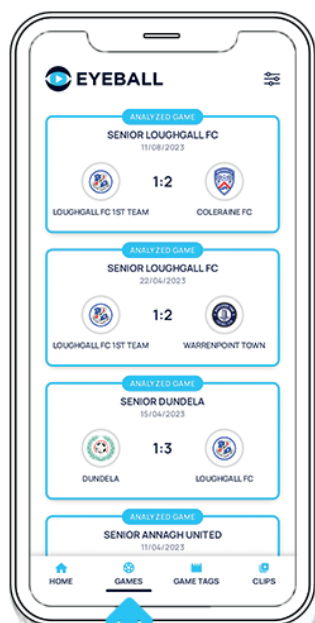 EYEBALL
ANALYZED GAME
SENIOR LOUGHGALL FC
11/08/2023
1:2
LOUGHGALL FC 1ST TEAM COLERAINE FC
ANALYZED GAME
SENIOR LOUGHGALL FC
22/04/2023
1:2
LOUGHGALL FC 1ST TEAM WARRENPOINT TOWN
ANALYZED GAME
SENIOR DUNDELA
15/04/2023
1:3
DUNDELA LOUGHGALL FC
ANALYZED GAME
SENIOR ANNAGH UNITED
11/04/2023
HOME GAMES GAME TAGS CLIPS